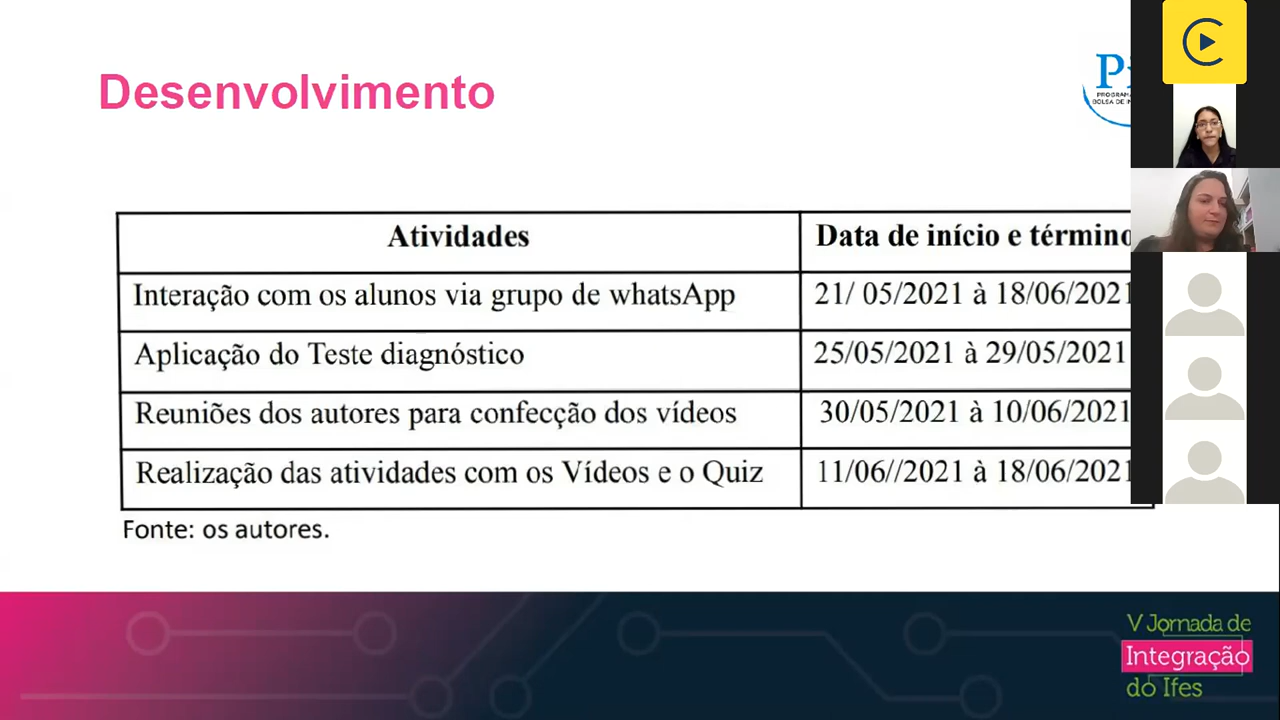 Desenvolvimento
Atividades
Data de início e término
Interação com os alunos via grupo de whatsApp
21/ 05/2021 à 18/06/2021
Aplicação do Teste diagnóstico
25/05/2021 à 29/05/2021
Reuniões dos autores para confecção dos vídeos
30/05/2021 à 10/06/2021
Realização das atividades com os Vídeos e o Quiz
11/06//2021 à 18/06/2021
Fonte: os autores.
V Jornada de
Integração
do Ifes